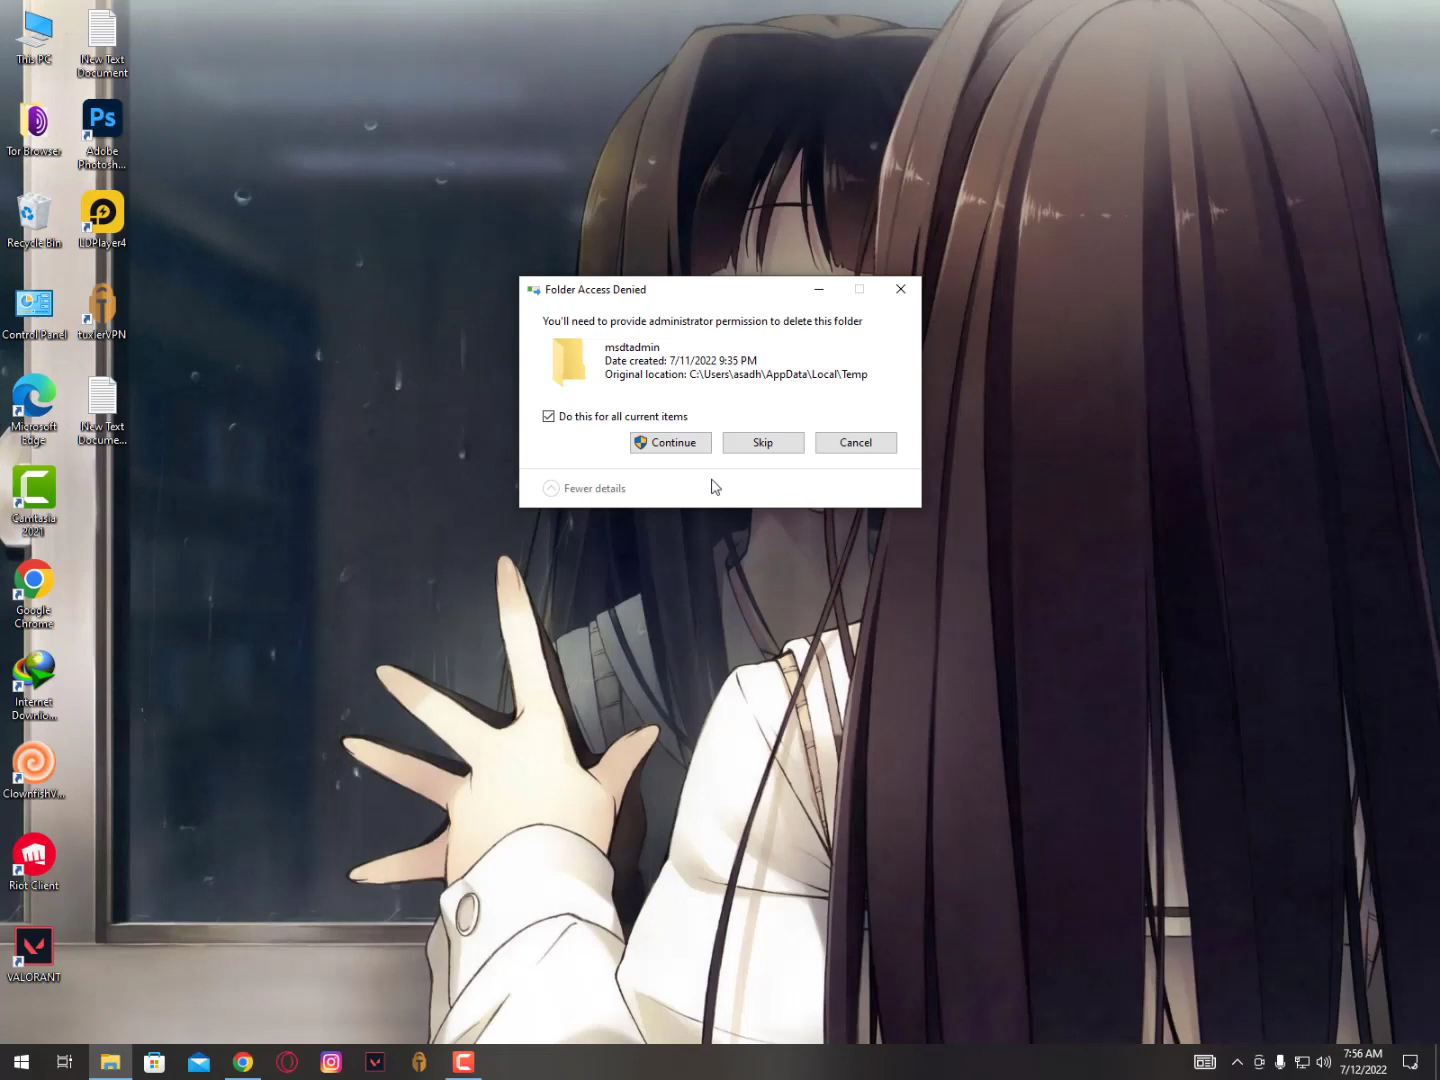 This PC
New Text
Document
Tor Browser
Ps
Adobe
Photosh...
Recycle Bin
LDPlayer4
Control Panel
tuxlerVPN
Microsoft
Edge
New Text
Docume...
Camtasia
2021
Google
Chrome
Internet
Downlo...
ClownfishV...
Riot Client
VALORANT
Folder Access Denied
You'll need to provide administrator permission to delete this folder
msdtadmin
Date created: 7/11/2022 9:35 PM
Original location: C:\Users\asadh\AppData\Local\Temp
Do this for all current items
Continue
Skip
Cancel
Fewer details
7:56 AM
7/12/2022